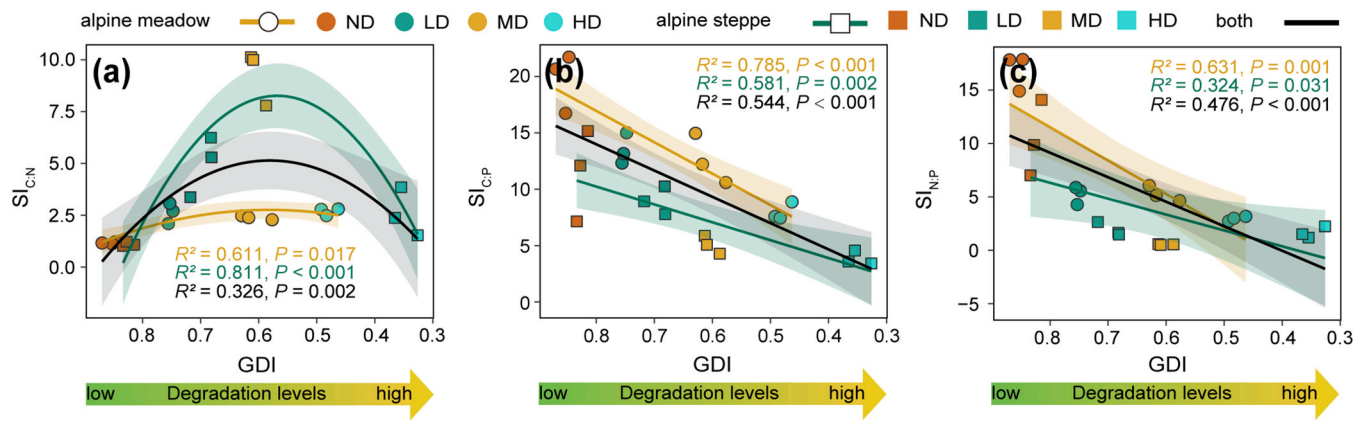 alpine meadow ND LD MD HD alpine steppe ND LD MD HD both
(a)
10.0
7.5
5.0
2.5
0.0
SI C:N
R² = 0.611, P = 0.017
R² = 0.811, P < 0.001
R² = 0.326, P = 0.002
0.8 0.7 0.6 0.5 0.4 0.3
GDI
low Degradation levels high
(b)
20
15
10
5
0
SI C:P
R² = 0.785, P < 0.001
R² = 0.581, P = 0.002
R² = 0.544, P < 0.001
0.8 0.7 0.6 0.5 0.4 0.3
GDI
low Degradation levels high
(c)
15
10
5
0
−5
SI N:P
R² = 0.631, P = 0.001
R² = 0.324, P = 0.031
R² = 0.476, P < 0.001
0.8 0.7 0.6 0.5 0.4 0.3
GDI
low Degradation levels high